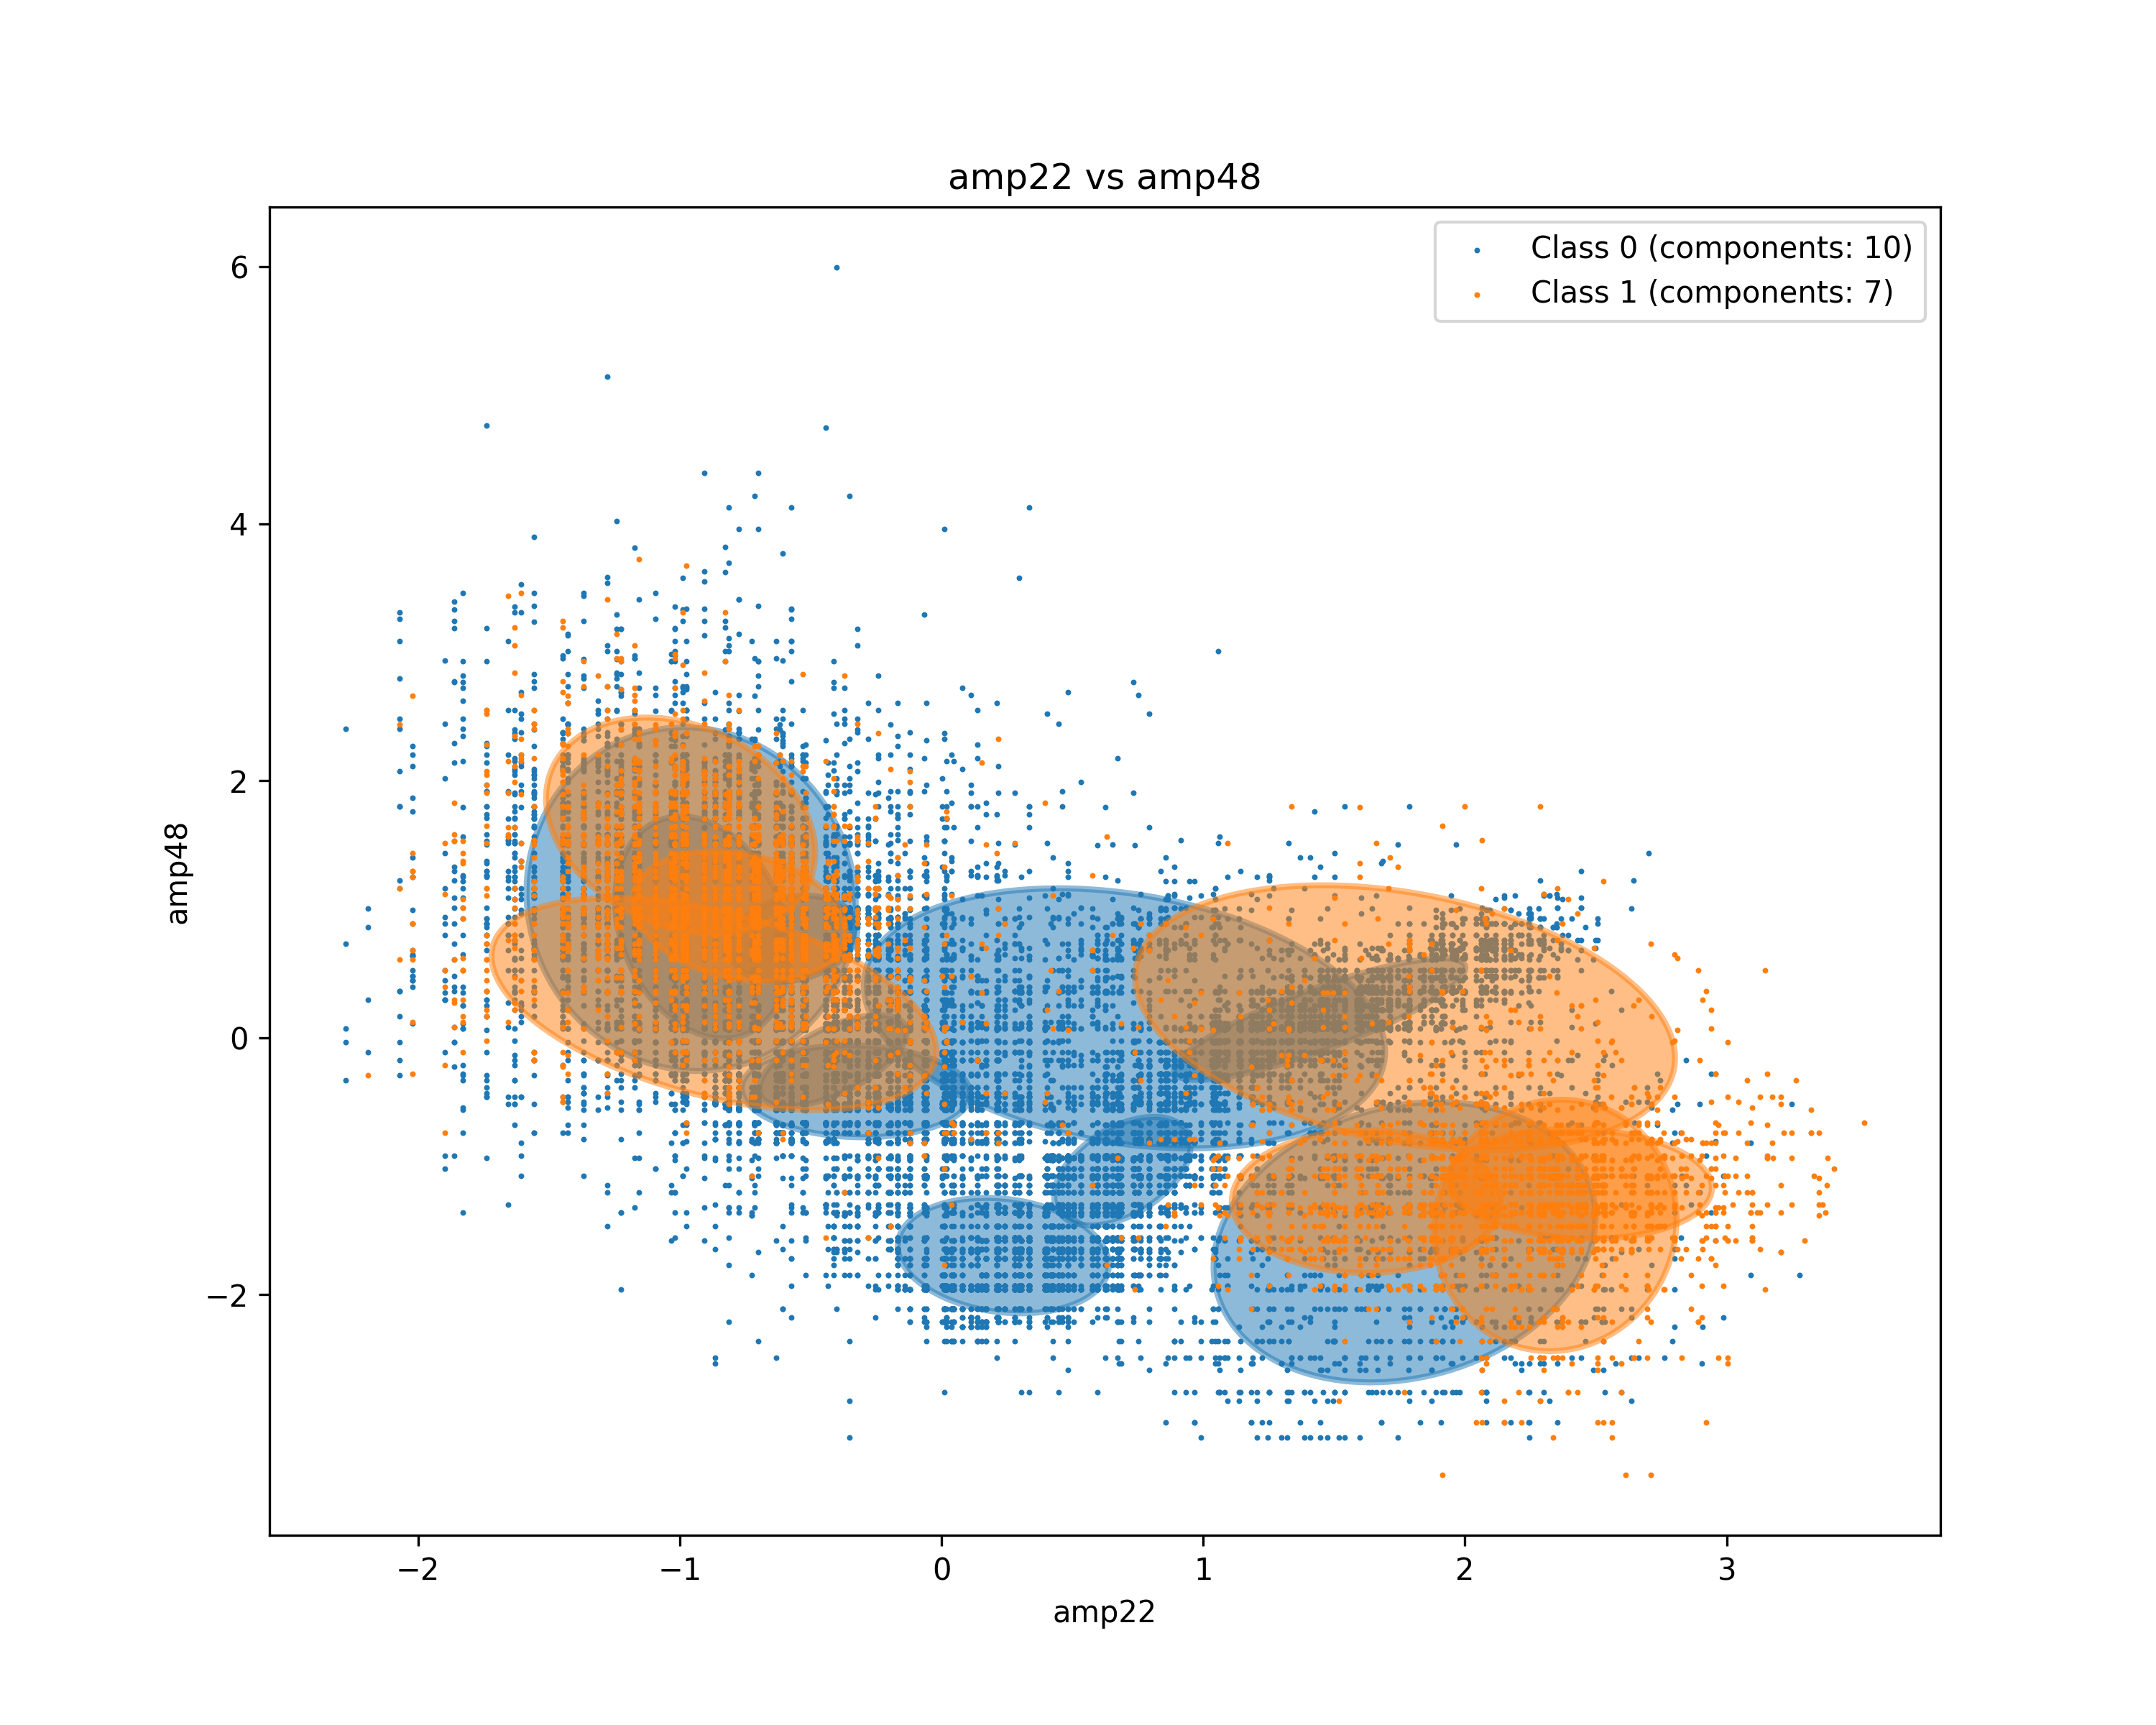 amp22 vs amp48
Class 0 (components: 10)
Class 1 (components: 7)
6
4
2
0
−2
amp48
−2
−1
0
1
2
3
amp22